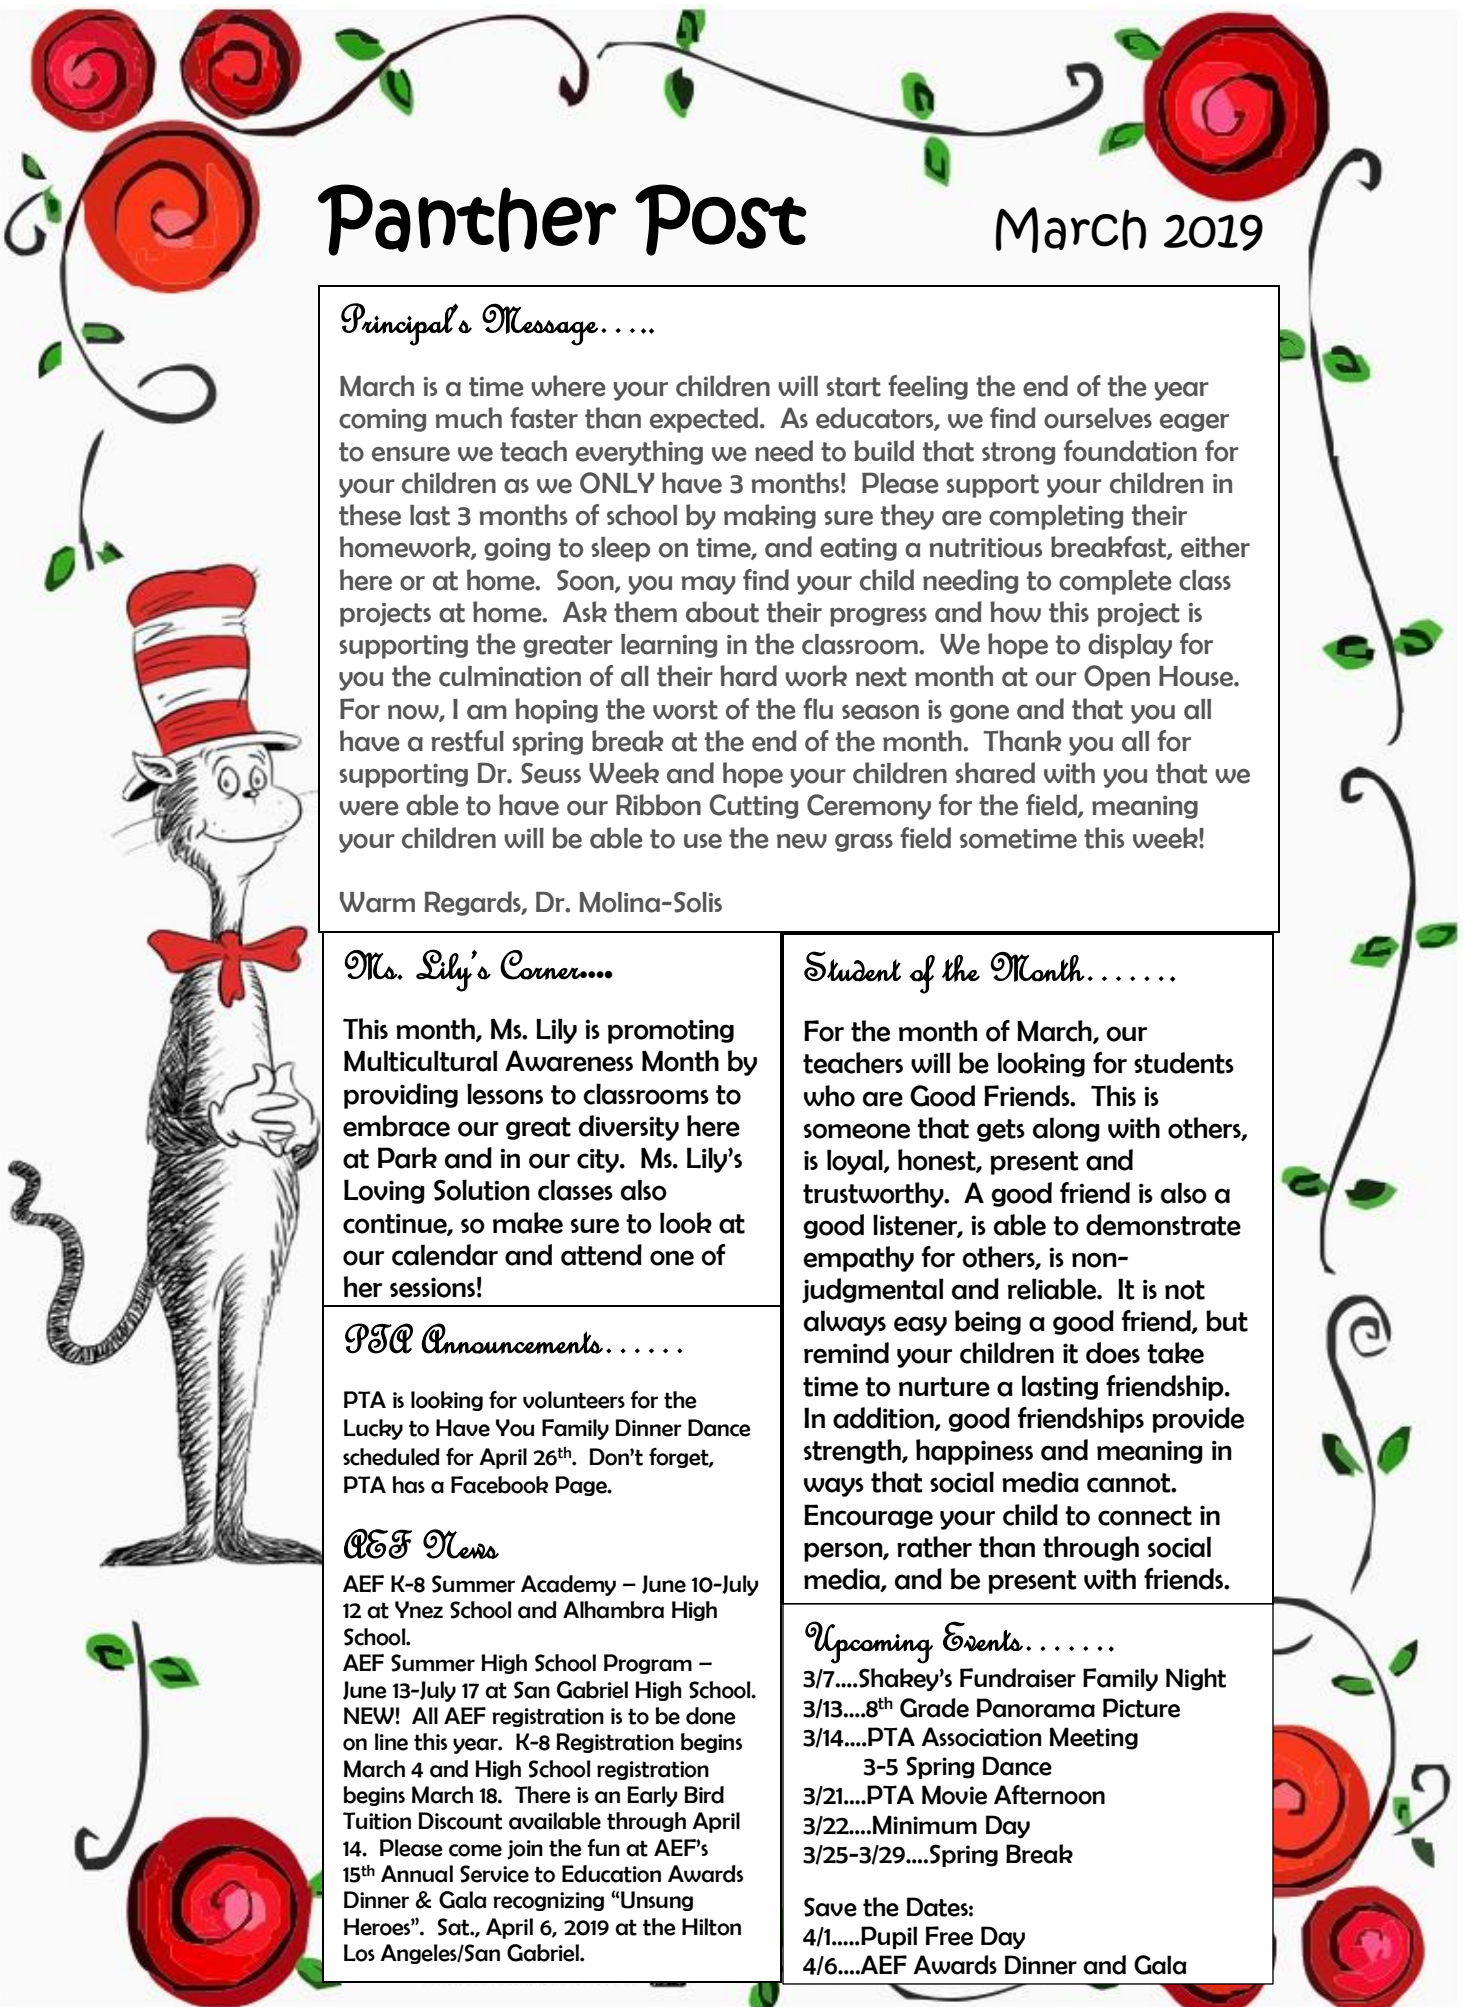 Panther Post
March 2019
Principal's Message.....
March is a time where your children will start feeling the end of the year
coming much faster than expected.  As educators, we find ourselves eager
to ensure we teach everything we need to build that strong foundation for
your children as we ONLY have 3 months!  Please support your children in
these last 3 months of school by making sure they are completing their
homework, going to sleep on time, and eating a nutritious breakfast, either
here or at home.  Soon, you may find your child needing to complete class
projects at home.  Ask them about their progress and how this project is
supporting the greater learning in the classroom.  We hope to display for
you the culmination of all their hard work next month at our Open House.
For now, I am hoping the worst of the flu season is gone and that you all
have a restful spring break at the end of the month.  Thank you all for
supporting Dr. Seuss Week and hope your children shared with you that we
were able to have our Ribbon Cutting Ceremony for the field, meaning
your children will be able to use the new grass field sometime this week!
Warm Regards, Dr. Molina-Solis
Ms. Lily's Corner....
This month, Ms. Lily is promoting
Multicultural Awareness Month by
providing lessons to classrooms to
embrace our great diversity here
at Park and in our city.  Ms. Lily's
Loving Solution classes also
continue, so make sure to look at
our calendar and attend one of
her sessions!
PTA Announcements......
PTA is looking for volunteers for the
Lucky to Have You Family Dinner Dance
scheduled for April 26th.  Don't forget,
PTA has a Facebook Page.
AEF News
AEF K-8 Summer Academy – June 10-July
12 at Ynez School and Alhambra High
School.
AEF Summer High School Program –
June 13-July 17 at San Gabriel High School.
NEW!  All AEF registration is to be done
on line this year.  K-8 Registration begins
March 4 and High School registration
begins March 18.  There is an Early Bird
Tuition Discount available through April
14.  Please come join the fun at AEF's
15th Annual Service to Education Awards
Dinner & Gala recognizing “Unsung
Heroes”.  Sat., April 6, 2019 at the Hilton
Los Angeles/San Gabriel.
Student of the Month.......
For the month of March, our
teachers will be looking for students
who are Good Friends.  This is
someone that gets along with others,
is loyal, honest, present and
trustworthy.  A good friend is also a
good listener, is able to demonstrate
empathy for others, is non-
judgmental and reliable.  It is not
always easy being a good friend, but
remind your children it does take
time to nurture a lasting friendship.
In addition, good friendships provide
strength, happiness and meaning in
ways that social media cannot.
Encourage your child to connect in
person, rather than through social
media, and be present with friends.
Upcoming Events.......
3/7....Shakey's Fundraiser Family Night
3/13....8th Grade Panorama Picture
3/14....PTA Association Meeting
3-5 Spring Dance
3/21....PTA Movie Afternoon
3/22....Minimum Day
3/25-3/29....Spring Break
Save the Dates:
4/1.....Pupil Free Day
4/6....AEF Awards Dinner and Gala